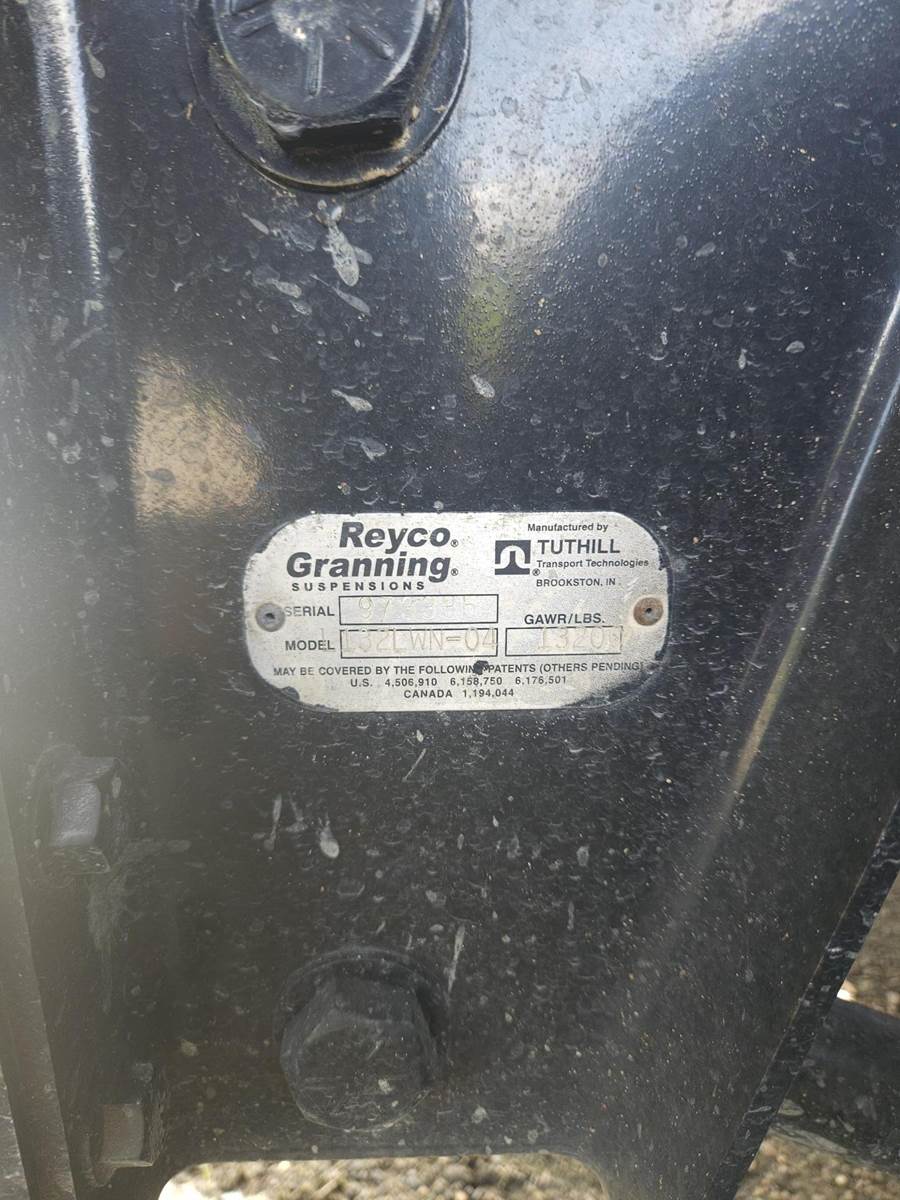 Reyco®
Granning®
SUSPENSIONS
Manufactured by
TUTHILL
® Transport Technologies
BROOKSTON, IN
SERIAL
GAWR/LBS.
MODEL 13200
MAY BE COVERED BY THE FOLLOWING PATENTS (OTHERS PENDING)
U.S. 4,506,910 6,158,750 6,176,501
CANADA 1,194,044